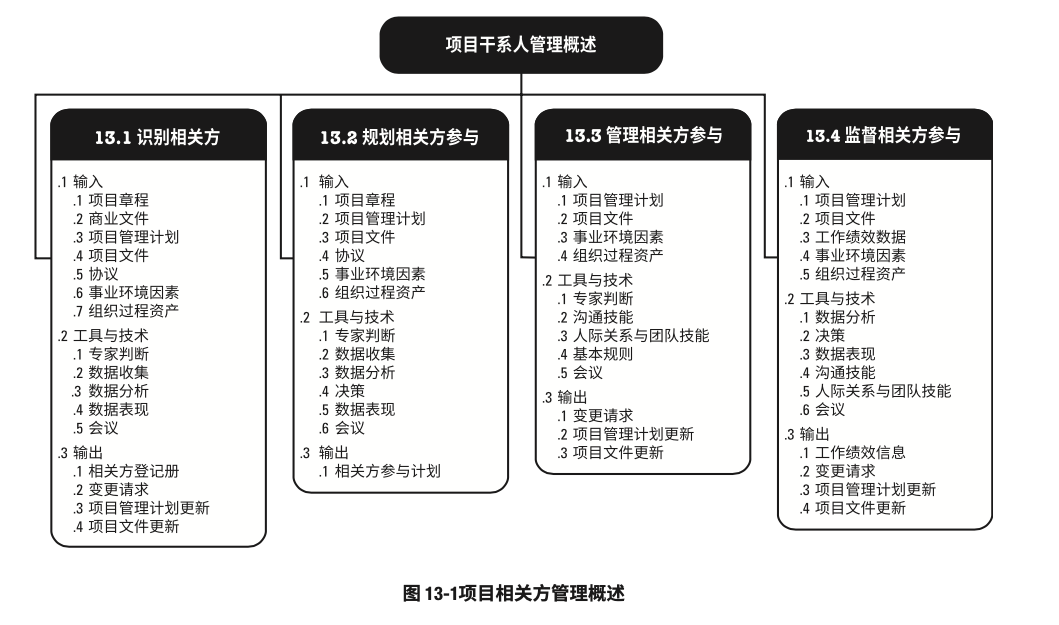 项目干系人管理概述
13.1 识别相关方
.1 输入
.1 项目章程
.2 商业文件
.3 项目管理计划
.4 项目文件
.5 协议
.6 事业环境因素
.7 组织过程资产
.2 工具与技术
.1 专家判断
.2 数据收集
.3 数据分析
.4 数据表现
.5 会议
.3 输出
.1 相关方登记册
.2 变更请求
.3 项目管理计划更新
.4 项目文件更新
13.2 规划相关方参与
.1 输入
.1 项目章程
.2 项目管理计划
.3 项目文件
.4 协议
.5 事业环境因素
.6 组织过程资产
.2 工具与技术
.1 专家判断
.2 数据收集
.3 数据分析
.4 决策
.5 数据表现
.6 会议
.3 输出
.1 相关方参与计划
13.3 管理相关方参与
.1 输入
.1 项目管理计划
.2 项目文件
.3 事业环境因素
.4 组织过程资产
.2 工具与技术
.1 专家判断
.2 沟通技能
.3 人际关系与团队技能
.4 基本规则
.5 会议
.3 输出
.1 变更请求
.2 项目管理计划更新
.3 项目文件更新
13.4 监督相关方参与
.1 输入
.1 项目管理计划
.2 项目文件
.3 工作绩效数据
.4 事业环境因素
.5 组织过程资产
.2 工具与技术
.1 数据分析
.2 决策
.3 数据表现
.4 沟通技能
.5 人际关系与团队技能
.6 会议
.3 输出
.1 工作绩效信息
.2 变更请求
.3 项目管理计划更新
.4 项目文件更新
图 13-1项目相关方管理概述